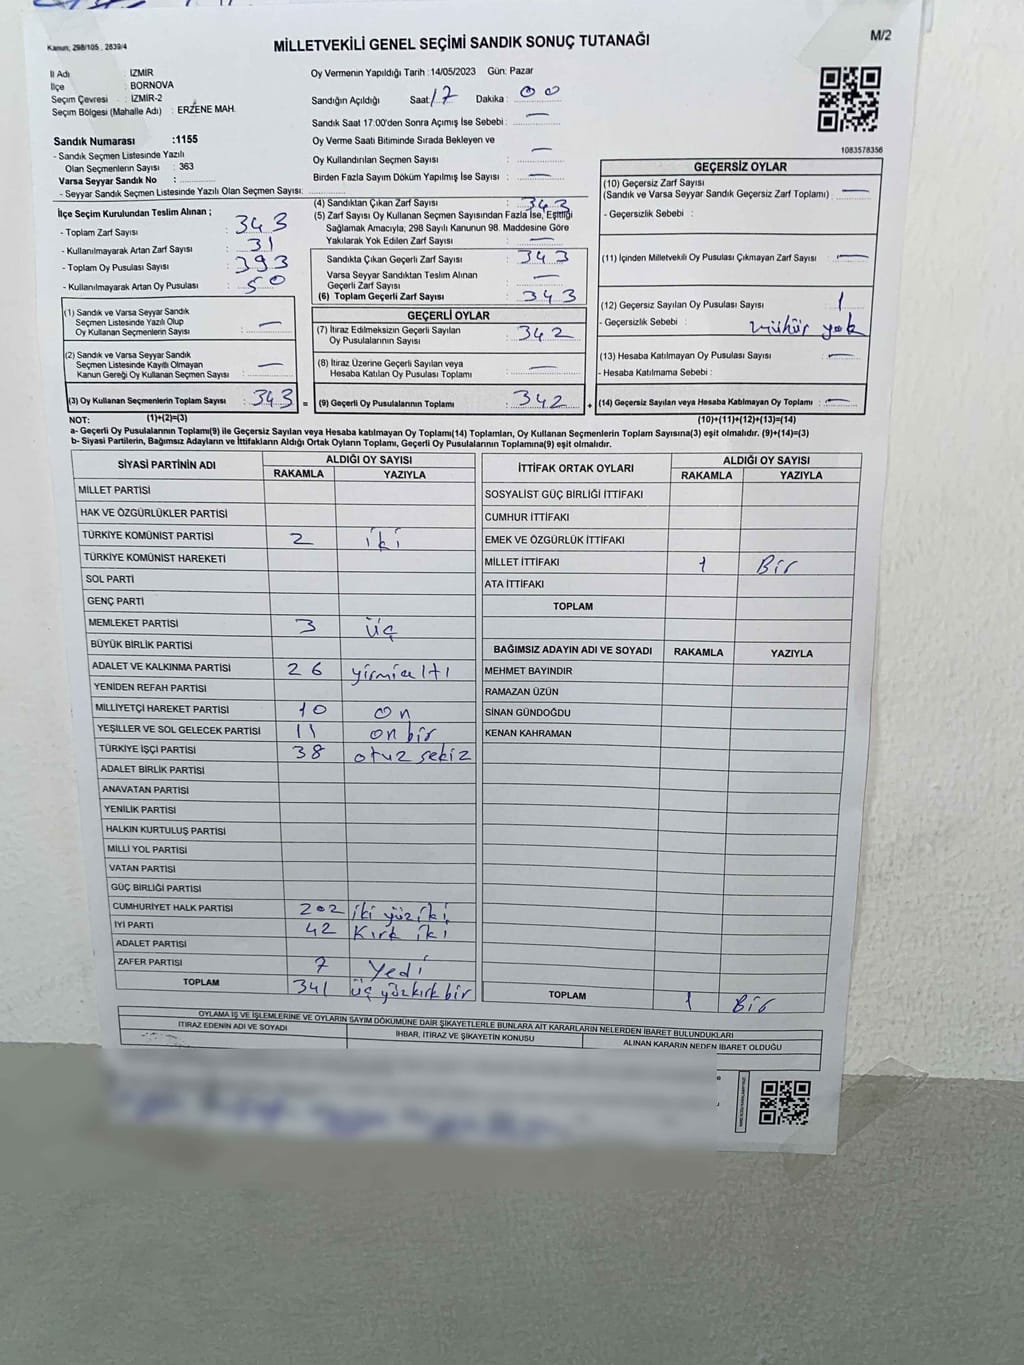 Kanun; 298/105 , 2839/4
MİLLETVEKİLİ GENEL SEÇİMİ SANDIK SONUÇ TUTANAĞI
M/2
İl Adı : İZMİR
İlçe : BORNOVA
Seçim Çevresi : İZMİR-2
Seçim Bölgesi (Mahalle Adı) : ERZENE MAH.
Sandık Numarası :1155
- Sandık Seçmen Listesinde Yazılı
Olan Seçmenlerin Sayısı : 363
Varsa Seyyar Sandık No :
- Seyyar Sandık Seçmen Listesinde Yazılı Olan Seçmen Sayısı:
Oy Vermenin Yapıldığı Tarih :14/05/2023 Gün: Pazar
Sandığın Açıldığı Saat 17 Dakika : 00
Sandık Saat 17:00'den Sonra Açımış İse Sebebi : —
Oy Verme Saati Bitiminde Sırada Bekleyen ve
Oy Kullandırılan Seçmen Sayısı : —
Birden Fazla Sayım Döküm Yapılmış İse Sayısı : —
1083578356
İlçe Seçim Kurulundan Teslim Alınan ;
- Toplam Zarf Sayısı : 343
- Kullanılmayarak Artan Zarf Sayısı : 31
- Toplam Oy Pusulası Sayısı : 393
- Kullanılmayarak Artan Oy Pusulası : 50
(4) Sandıktan Çıkan Zarf Sayısı : 343
(5) Zarf Sayısı Oy Kullanan Seçmen Sayısından Fazla İse, Eşitliği
Sağlamak Amacıyla, 298 Sayılı Kanunun 98. Maddesine Göre
Yakılarak Yok Edilen Zarf Sayısı : —
Sandıkta Çıkan Geçerli Zarf Sayısı : 343
Varsa Seyyar Sandıktan Teslim Alınan
Geçerli Zarf Sayısı : —
(6) Toplam Geçerli Zarf Sayısı : 343
GEÇERSİZ OYLAR
(10) Geçersiz Zarf Sayısı
(Sandık ve Varsa Seyyar Sandık Geçersiz Zarf Toplamı) : —
- Geçersizlik Sebebi :
(11) İçinden Milletvekili Oy Pusulası Çıkmayan Zarf Sayısı : —
(12) Geçersiz Sayılan Oy Pusulası Sayısı : 1
- Geçersizlik Sebebi : mühür yok
(13) Hesaba Katılmayan Oy Pusulası Sayısı : —
- Hesaba Katılmama Sebebi :
(14) Geçersiz Sayılan veya Hesaba Katılmayan Oy Toplamı : —
(1) Sandık ve Varsa Seyyar Sandık
Seçmen Listesinde Yazılı Olup
Oy Kullanan Seçmenlerin Sayısı : —
(2) Sandık ve Varsa Seyyar Sandık
Seçmen Listesinde Kayıtlı Olmayan
Kanun Gereği Oy Kullanan Seçmen Sayısı : —
(3) Oy Kullanan Seçmenlerin Toplam Sayısı : 343 =
GEÇERLİ OYLAR
(7) İtiraz Edilmeksizin Geçerli Sayılan
Oy Pusulalarının Sayısı : 342
(8) İtiraz Üzerine Geçerli Sayılan veya
Hesaba Katılan Oy Pusulası Toplamı : —
(9) Geçerli Oy Pusulalarının Toplamı : 342 +
NOT: (1)+(2)=(3) (10)+(11)+(12)+(13)=(14)
a- Geçerli Oy Pusulalarının Toplamı(9) ile Geçersiz Sayılan veya Hesaba katılmayan Oy Toplamı(14) Toplamları, Oy Kullanan Seçmenlerin Toplam Sayısına(3) eşit olmalıdır. (9)+(14)=(3)
b- Siyasi Partilerin, Bağımsız Adayların ve İttifakların Aldığı Ortak Oyların Toplamı, Geçerli Oy Pusulalarının Toplamına(9) eşit olmalıdır.
SİYASİ PARTİNİN ADI ALDIĞI OY SAYISI
RAKAMLA YAZIYLA
MİLLET PARTİSİ
HAK VE ÖZGÜRLÜKLER PARTİSİ
TÜRKİYE KOMÜNİST PARTİSİ 2 iki
TÜRKİYE KOMÜNİST HAREKETİ
SOL PARTİ
GENÇ PARTİ
MEMLEKET PARTİSİ 3 üç
BÜYÜK BİRLİK PARTİSİ
ADALET VE KALKINMA PARTİSİ 26 yirmialtı
YENİDEN REFAH PARTİSİ
MİLLİYETÇİ HAREKET PARTİSİ 10 on
YEŞİLLER VE SOL GELECEK PARTİSİ 11 on bir
TÜRKİYE İŞÇİ PARTİSİ 38 otuz sekiz
ADALET BİRLİK PARTİSİ
ANAVATAN PARTİSİ
YENİLİK PARTİSİ
HALKIN KURTULUŞ PARTİSİ
MİLLİ YOL PARTİSİ
VATAN PARTİSİ
GÜÇ BİRLİĞİ PARTİSİ
CUMHURİYET HALK PARTİSİ 202 iki yüz iki
İYİ PARTİ 42 Kırk iki
ADALET PARTİSİ
ZAFER PARTİSİ 7 Yedi
TOPLAM 341 üç yüz kırk bir
İTTİFAK ORTAK OYLARI ALDIĞI OY SAYISI
RAKAMLA YAZIYLA
SOSYALİST GÜÇ BİRLİĞİ İTTİFAKI
CUMHUR İTTİFAKI
EMEK VE ÖZGÜRLÜK İTTİFAKI
MİLLET İTTİFAKI 1 Bir
ATA İTTİFAKI
TOPLAM
BAĞIMSIZ ADAYIN ADI VE SOYADI RAKAMLA YAZIYLA
MEHMET BAYINDIR
RAMAZAN ÜZÜN
SİNAN GÜNDOĞDU
KENAN KAHRAMAN
TOPLAM 1 Bir
OYLAMA İŞ VE İŞLEMLERİNE VE OYLARIN SAYIM DÖKÜMÜNE DAİR ŞİKAYETLERLE BUNLARA AİT KARARLARIN NELERDEN İBARET BULUNDUKLARI
İTİRAZ EDENİN ADI VE SOYADI İHBAR, İTİRAZ VE ŞİKAYETİN KONUSU ALINAN KARARIN NEDEN İBARET OLDUĞU